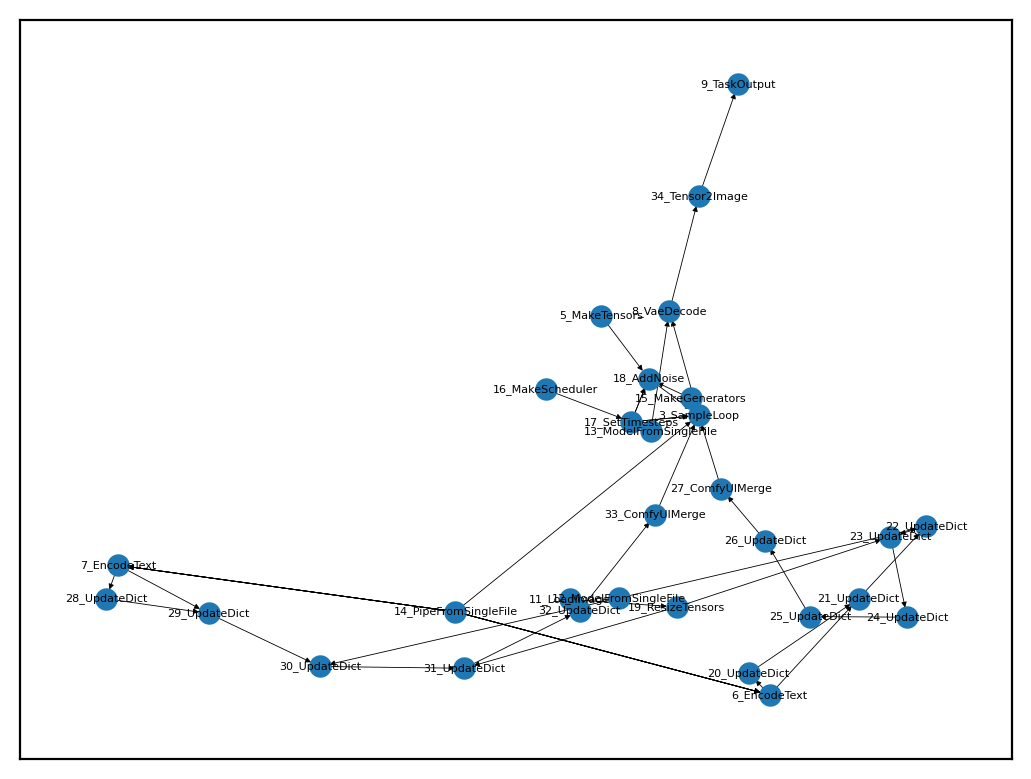 9_TaskOutput
34_Tensor2Image
5_MakeTensors
8_VaeDecode
18_AddNoise
16_MakeScheduler
15_MakeGenerators
3_SampleLoop
17_SetTimesteps
13_ModelFromSingleFile
27_ComfyUIMerge
33_ComfyUIMerge
22_UpdateDict
23_UpdateDict
26_UpdateDict
7_EncodeText
28_UpdateDict
11_LoadImage
12_ModelFromSingleFile
21_UpdateDict
19_ResizeTensors
32_UpdateDict
14_PipeFromSingleFile
29_UpdateDict
25_UpdateDict
24_UpdateDict
30_UpdateDict
31_UpdateDict
20_UpdateDict
6_EncodeText